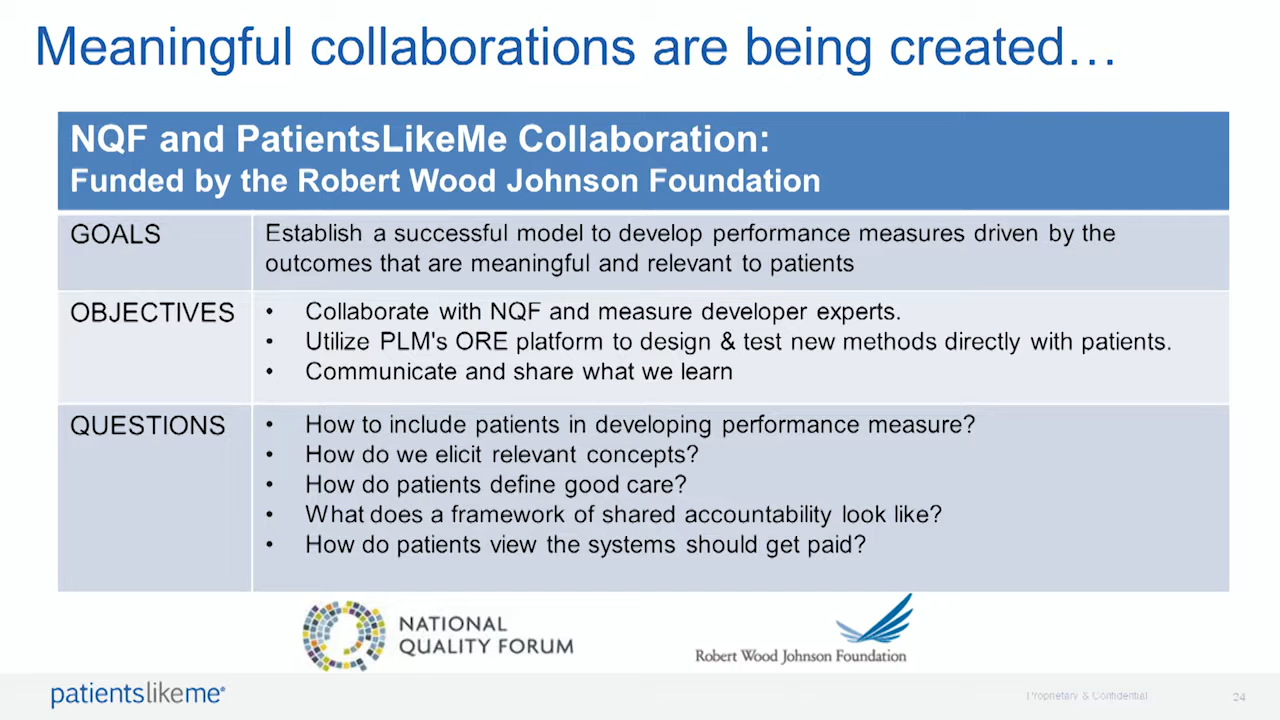 Meaningful collaborations are being created…
NQF and PatientsLikeMe Collaboration:
Funded by the Robert Wood Johnson Foundation
GOALS
Establish a successful model to develop performance measures driven by the
outcomes that are meaningful and relevant to patients
OBJECTIVES
• Collaborate with NQF and measure developer experts.
• Utilize PLM's ORE platform to design & test new methods directly with patients.
• Communicate and share what we learn
QUESTIONS
• How to include patients in developing performance measure?
• How do we elicit relevant concepts?
• How do patients define good care?
• What does a framework of shared accountability look like?
• How do patients view the systems should get paid?
NATIONAL
QUALITY FORUM
Robert Wood Johnson Foundation
patientslikeme®
Proprietary & Confidential
24